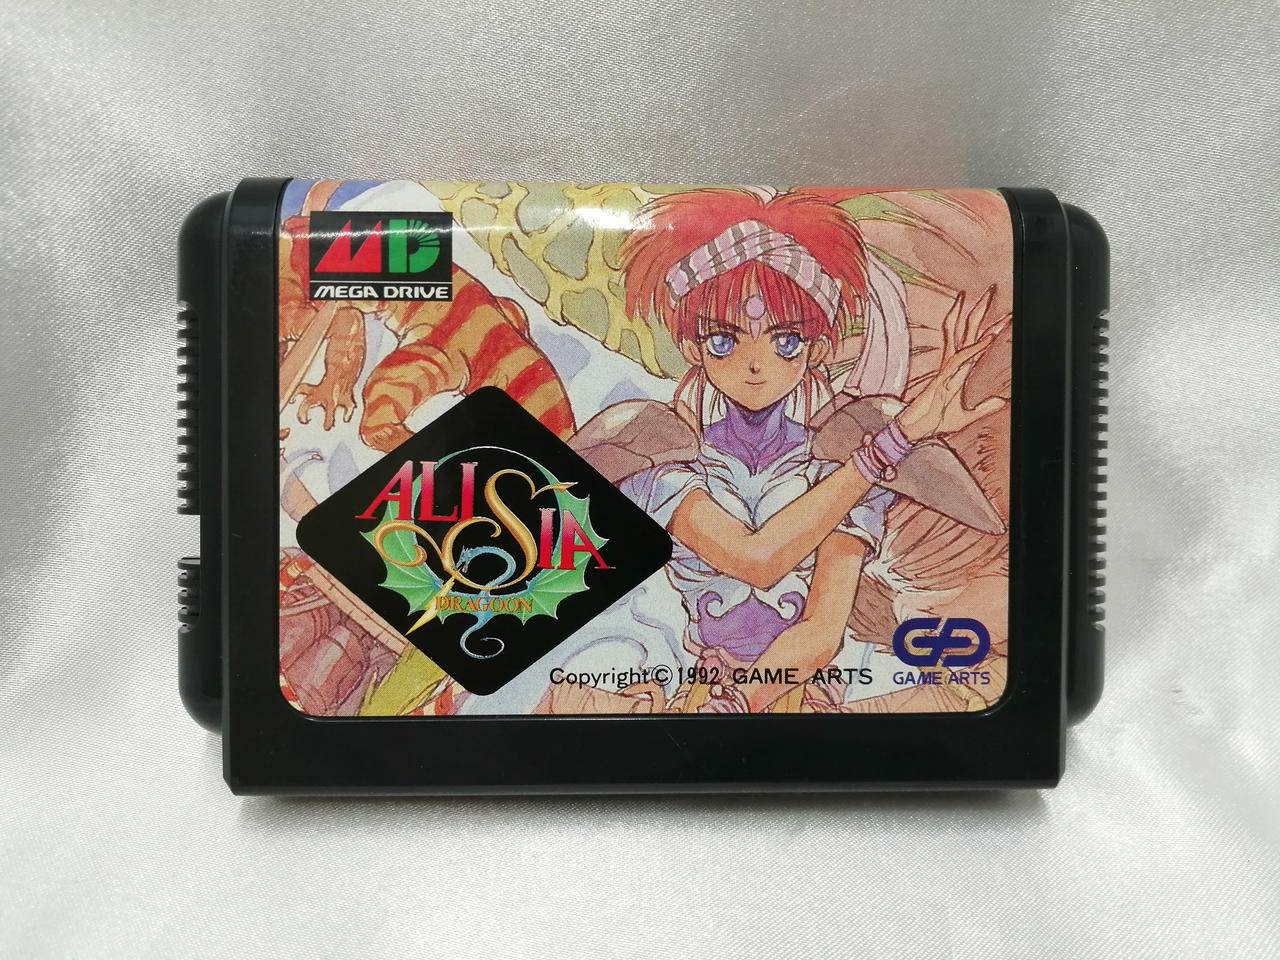 MD
MEGA DRIVE
ALISIA
DRAGOON
Copyright © 1992 GAME ARTS
GAME ARTS